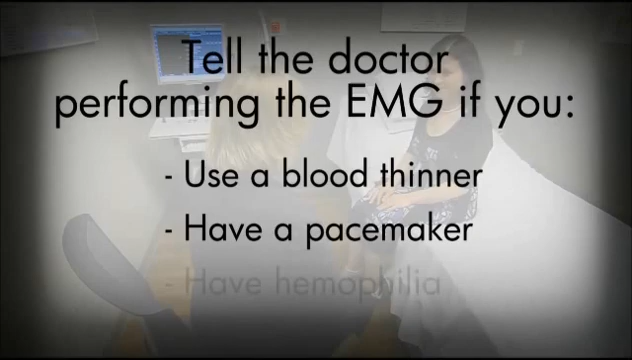 Tell the doctor
performing the EMG if you:
- Use a blood thinner
- Have a pacemaker
- Have hemophilia